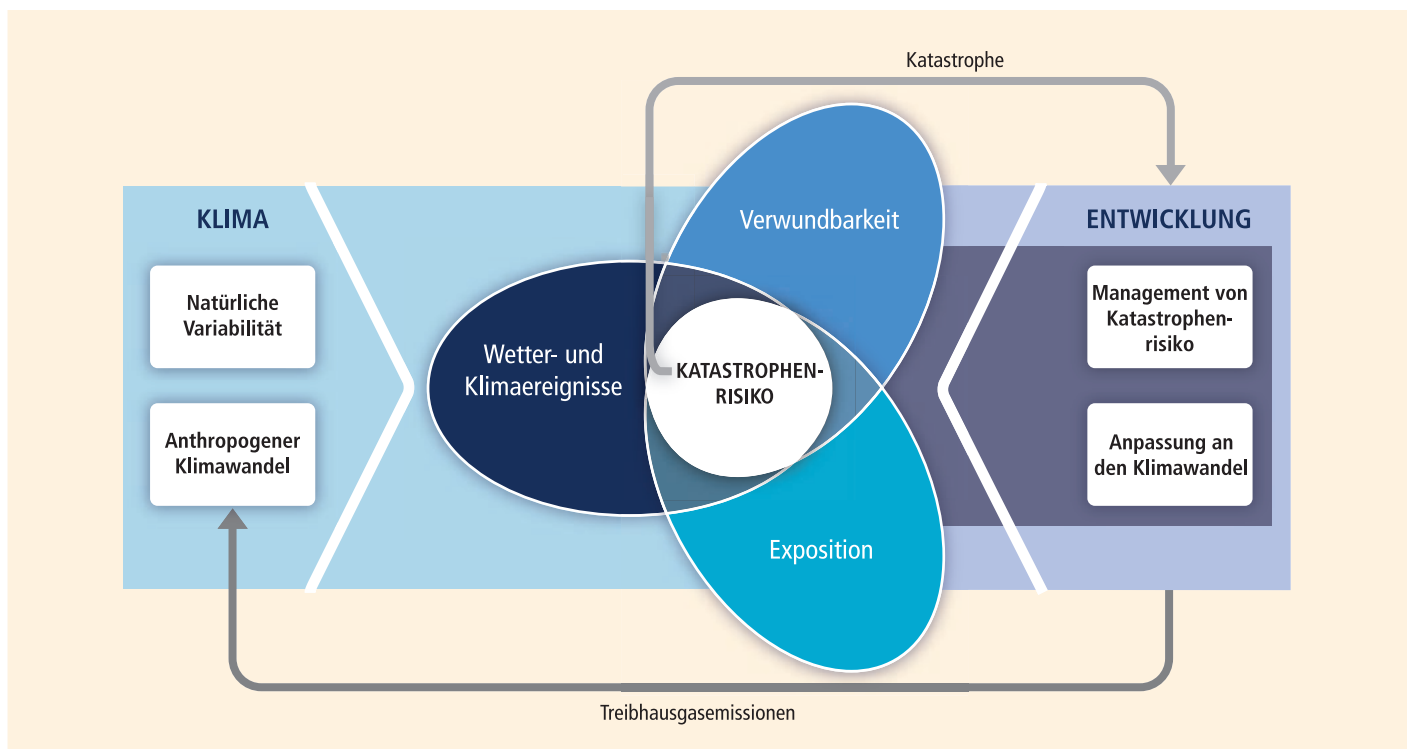 Katastrophe
KLIMA
Natürliche
Variabilität
Anthropogener
Klimawandel
Wetter- und
Klimaereignisse
Verwundbarkeit
KATASTROPHEN-
RISIKO
Exposition
ENTWICKLUNG
Management von
Katastrophen-
risiko
Anpassung an
den Klimawandel
Treibhausgasemissionen